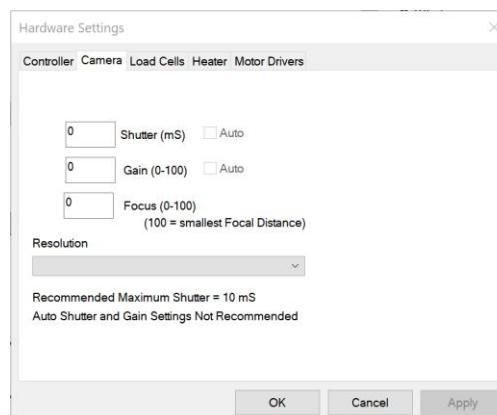 Hardware Settings
Controller Camera Load Cells Heater Motor Drivers
0 Shutter (mS) Auto
0 Gain (0-100) Auto
0 Focus (0-100)
(100 = smallest Focal Distance)
Resolution
Recommended Maximum Shutter = 10 mS
Auto Shutter and Gain Settings Not Recommended
OK Cancel Apply